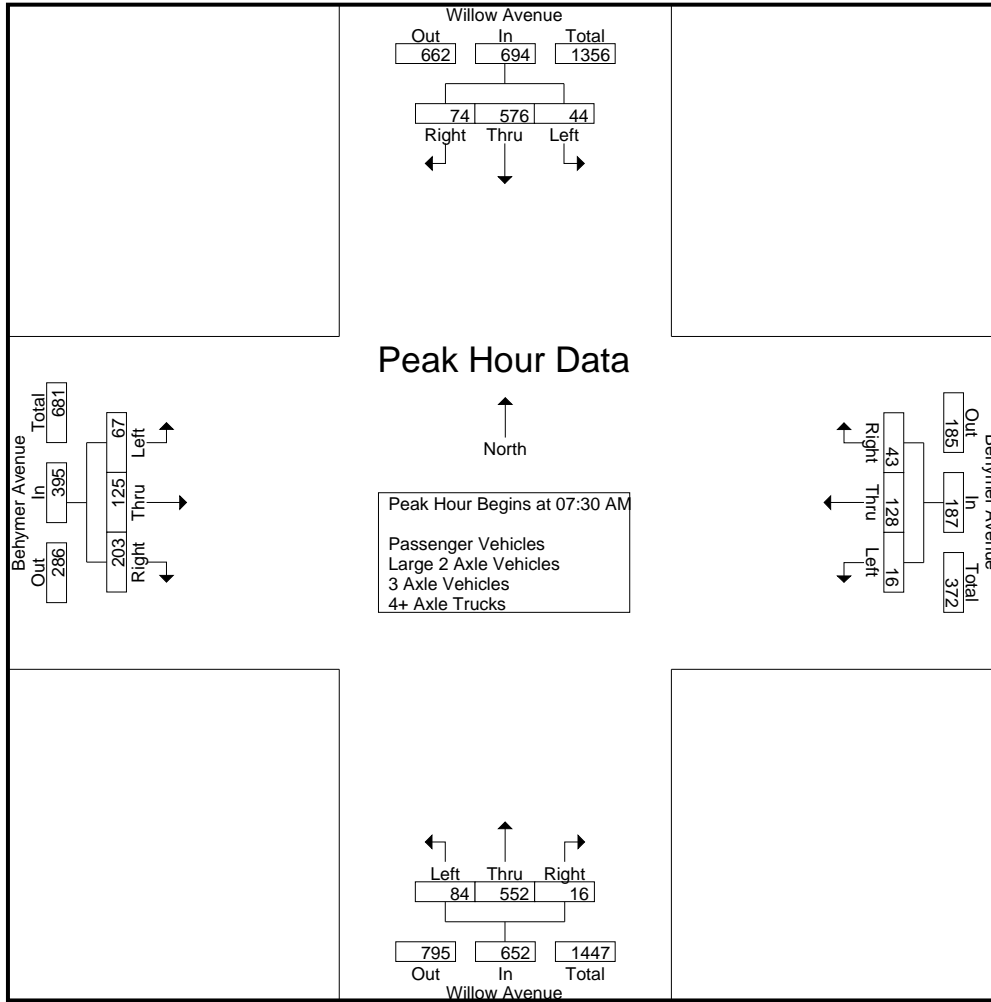 Willow Avenue
Out In Total
662 694 1356
74 576 44
Right Thru Left
Peak Hour Data
North
Peak Hour Begins at 07:30 AM
Passenger Vehicles
Large 2 Axle Vehicles
3 Axle Vehicles
4+ Axle Trucks
Behymer Avenue
Out In Total
286 395 681
Left Thru Right
67 125 203
Behymer Avenue
Out In Total
185 187 372
43 128 16
Right Thru Left
Left Thru Right
84 552 16
795 652 1447
Out In Total
Willow Avenue